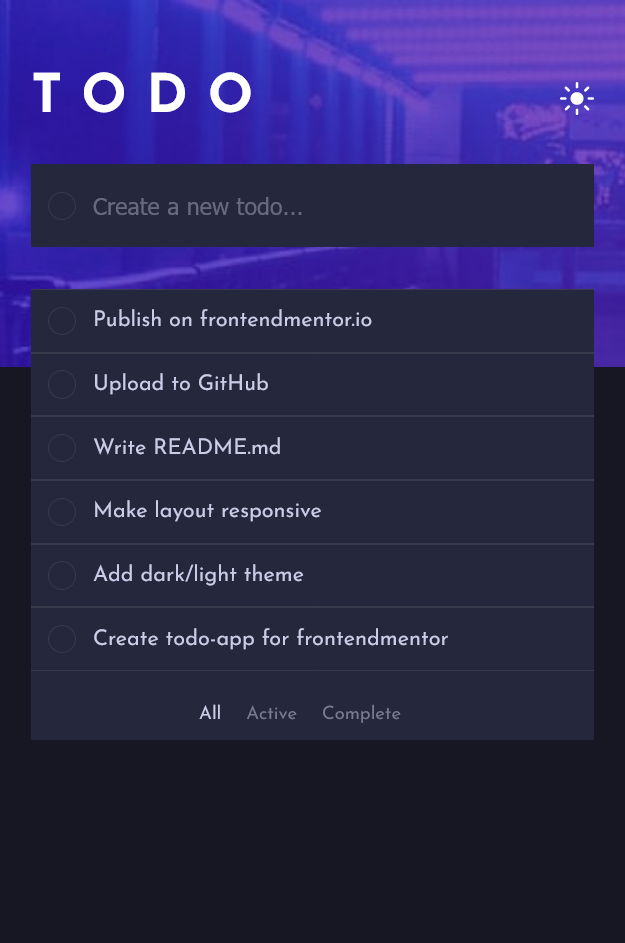 TODO
Create a new todo...
Publish on frontendmentor.io
Upload to GitHub
Write README.md
Make layout responsive
Add dark/light theme
Create todo-app for frontendmentor
All Active Complete